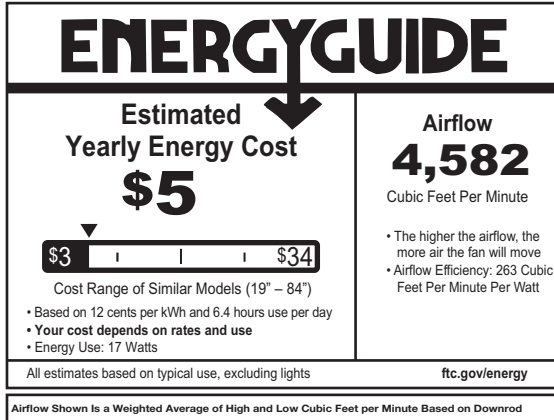 ENERGYGUIDE
Estimated
Yearly Energy Cost
$5
$3
$34
Cost Range of Similar Models (19” – 84”)
• Based on 12 cents per kWh and 6.4 hours use per day
• Your cost depends on rates and use
• Energy Use: 17 Watts
Airflow
4,582
Cubic Feet Per Minute
• The higher the airflow, the
more air the fan will move
• Airflow Efficiency: 263 Cubic
Feet Per Minute Per Watt
All estimates based on typical use, excluding lights
ftc.gov/energy
Airflow Shown Is a Weighted Average of High and Low Cubic Feet per Minute Based on Downrod